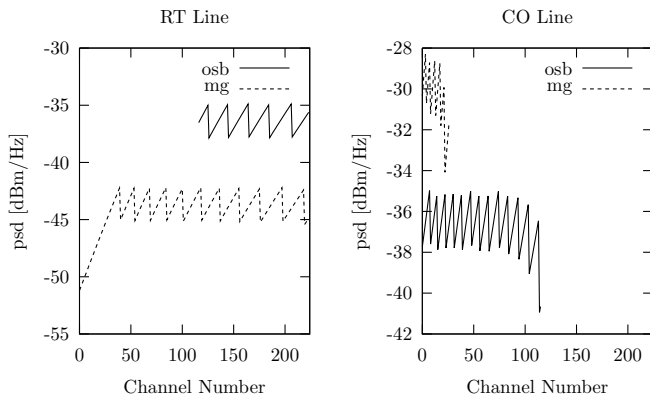 RT Line
CO Line
-30
-35
-40
-45
-50
-55
psd [dBm/Hz]
osb
mg
0
50
100
150
200
Channel Number
-28
-30
-32
-34
-36
-38
-40
-42
psd [dBm/Hz]
osb
mg
0
50
100
150
200
Channel Number